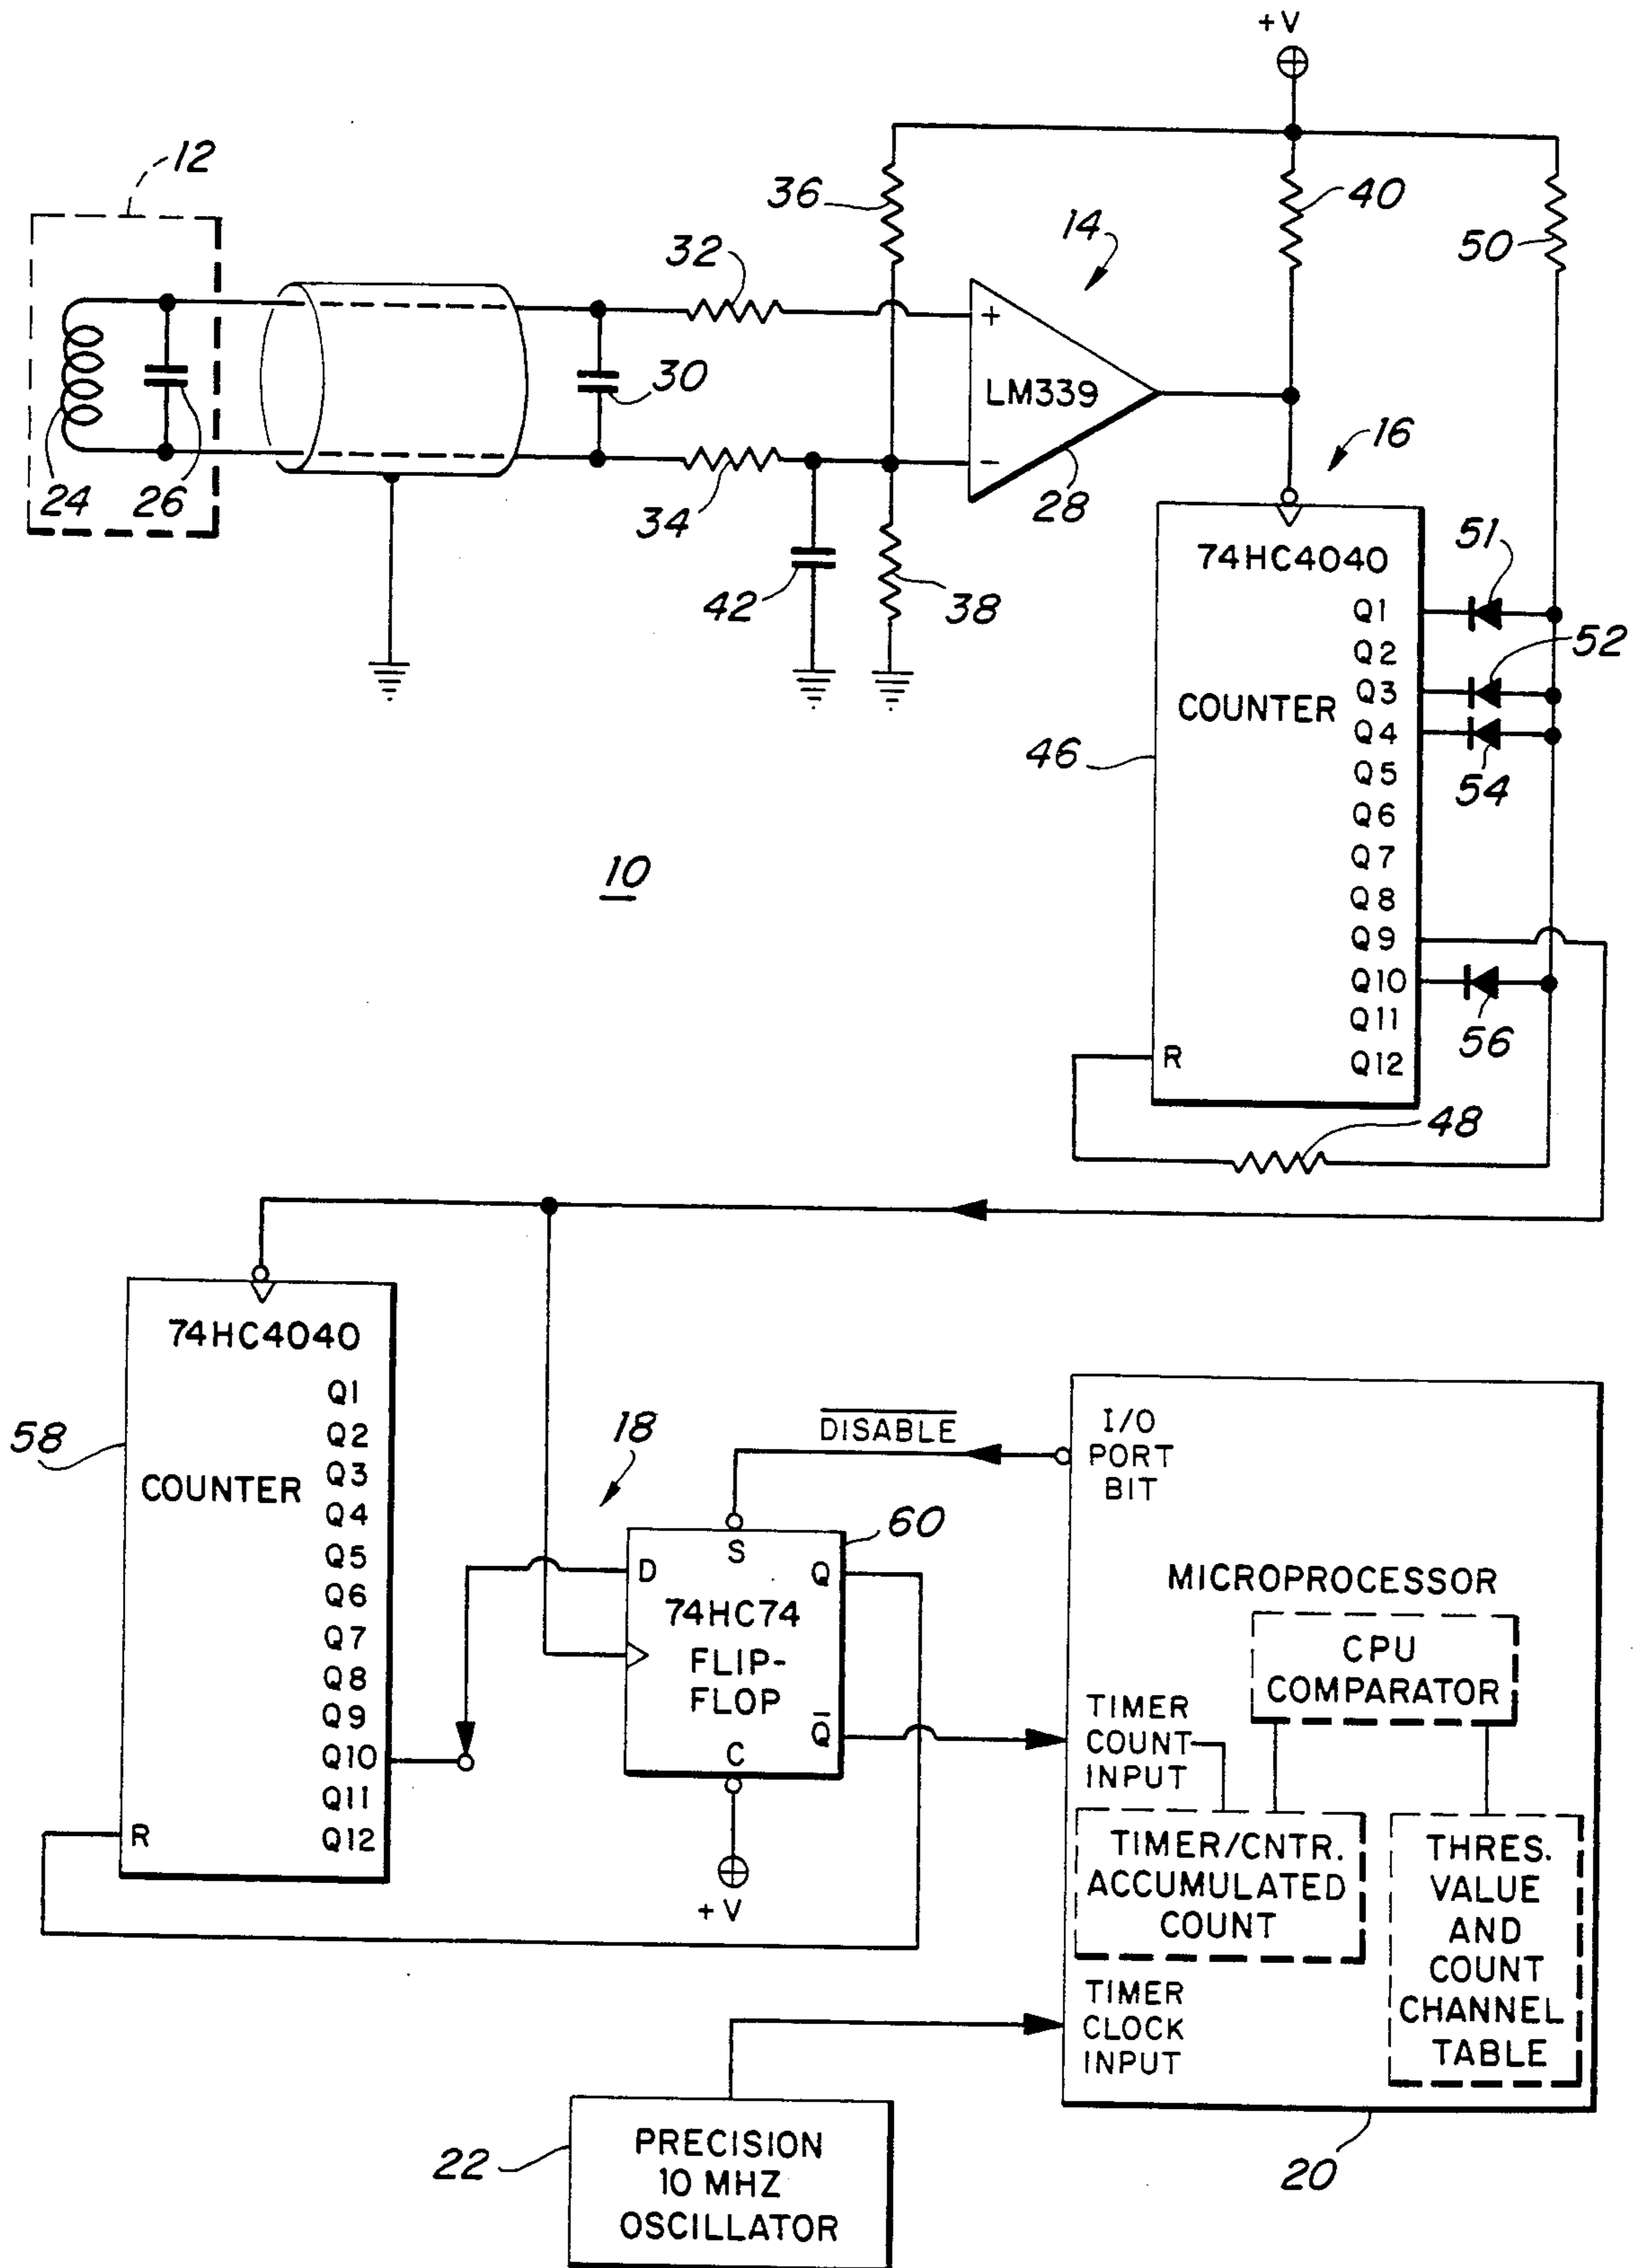 +V
12
36
14
40
50
32
+
LM339
-
30
24
26
34
28
16
42
38
74HC4040
51
Q1
52
Q2
Q3
COUNTER
Q4
46
54
Q5
Q6
Q7
10
Q8
Q9
Q10
Q11
56
R
Q12
48
74HC4040
58
Q1
Q2
Q3
COUNTER
Q4
Q5
Q6
Q7
Q8
Q9
Q10
Q11
R
Q12
18
DISABLE
I/O
PORT
BIT
60
S
D
Q
74HC74
FLIP-
FLOP
Q̅
C
+V
MICROPROCESSOR
CPU
COMPARATOR
TIMER
COUNT
INPUT
TIMER/CNTR.
ACCUMULATED
COUNT
THRES.
VALUE
AND
COUNT
CHANNEL
TABLE
TIMER
CLOCK
INPUT
22
PRECISION
10 MHZ
OSCILLATOR
20